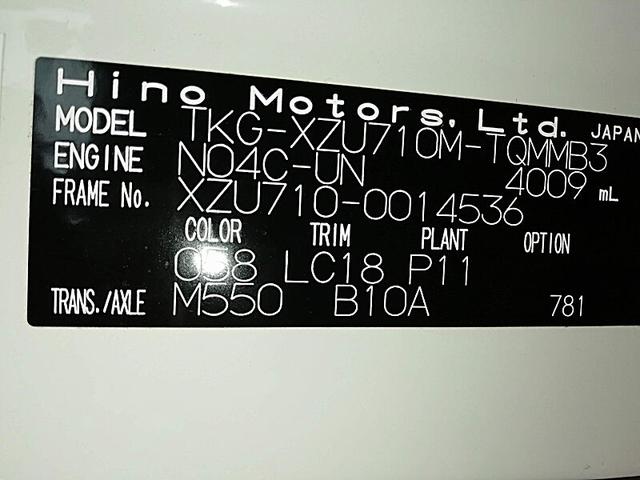 Hino Motors, Ltd. JAPAN
MODEL TKG-XZU710M-TQMMB3
ENGINE N04C-UN 4009 mL
FRAME No. XZU710-0014536
COLOR TRIM PLANT OPTION
058 LC18 P11
TRANS./AXLE M550 B10A 781